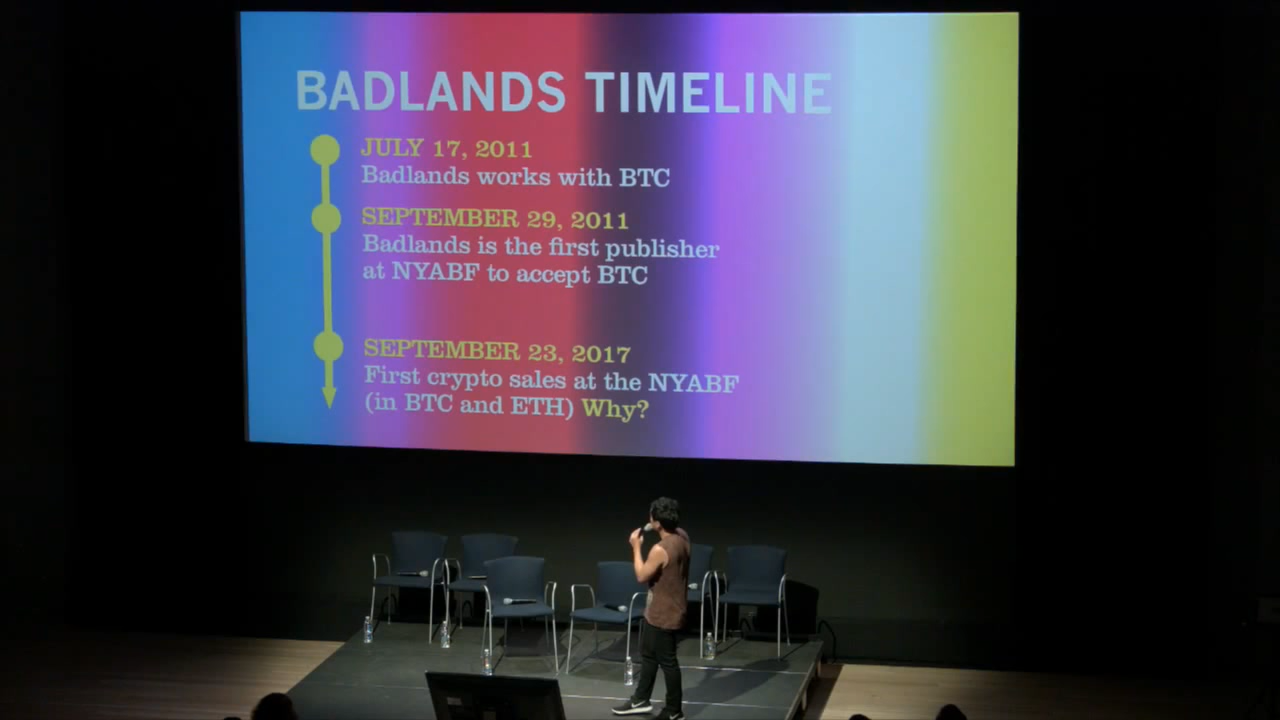 BADLANDS TIMELINE
JULY 17, 2011
Badlands works with BTC
SEPTEMBER 29, 2011
Badlands is the first publisher
at NYABF to accept BTC
SEPTEMBER 23, 2017
First crypto sales at the NYABF
(in BTC and ETH) Why?